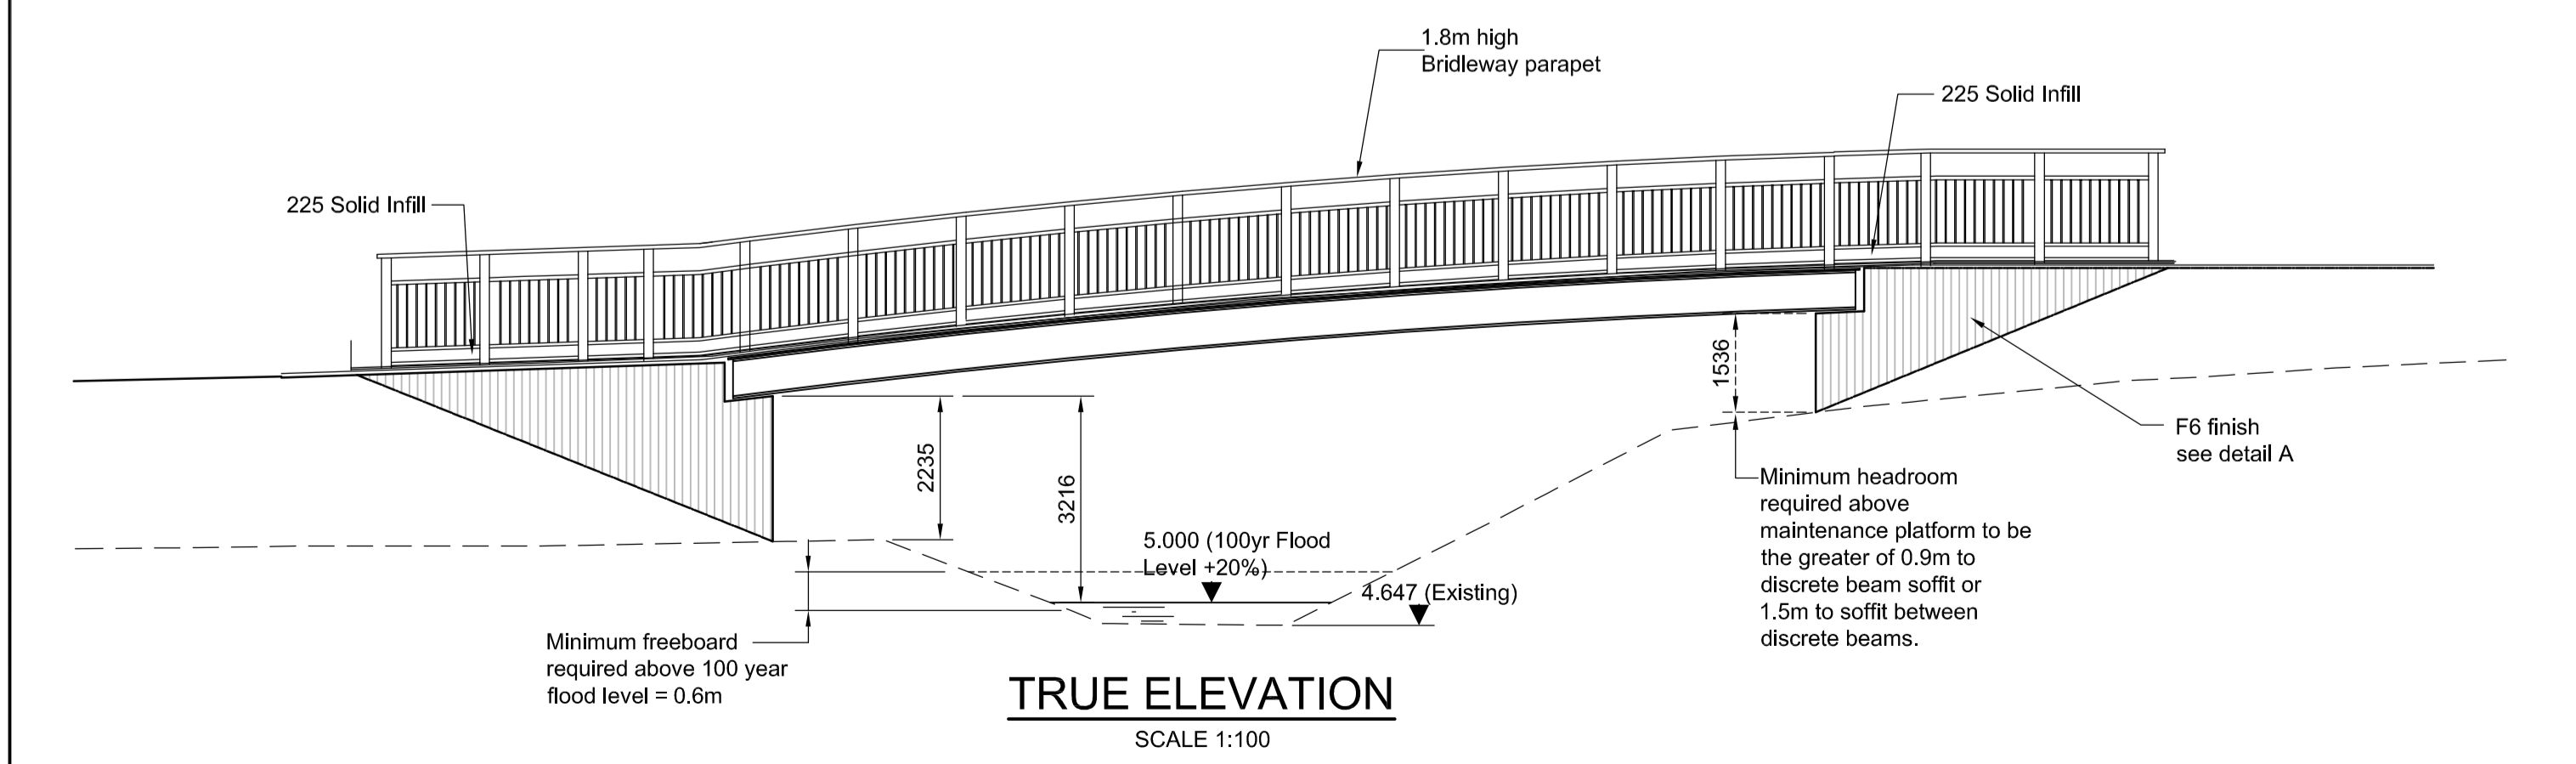 1.8m high
Bridleway parapet
225 Solid Infill
225 Solid Infill
1536
2235
3216
F6 finish
see detail A
Minimum headroom
required above
maintenance platform to be
the greater of 0.9m to
discrete beam soffit or
1.5m to soffit between
discrete beams.
5.000 (100yr Flood
Level +20%)
4.647 (Existing)
Minimum freeboard
required above 100 year
flood level = 0.6m
TRUE ELEVATION
SCALE 1:100